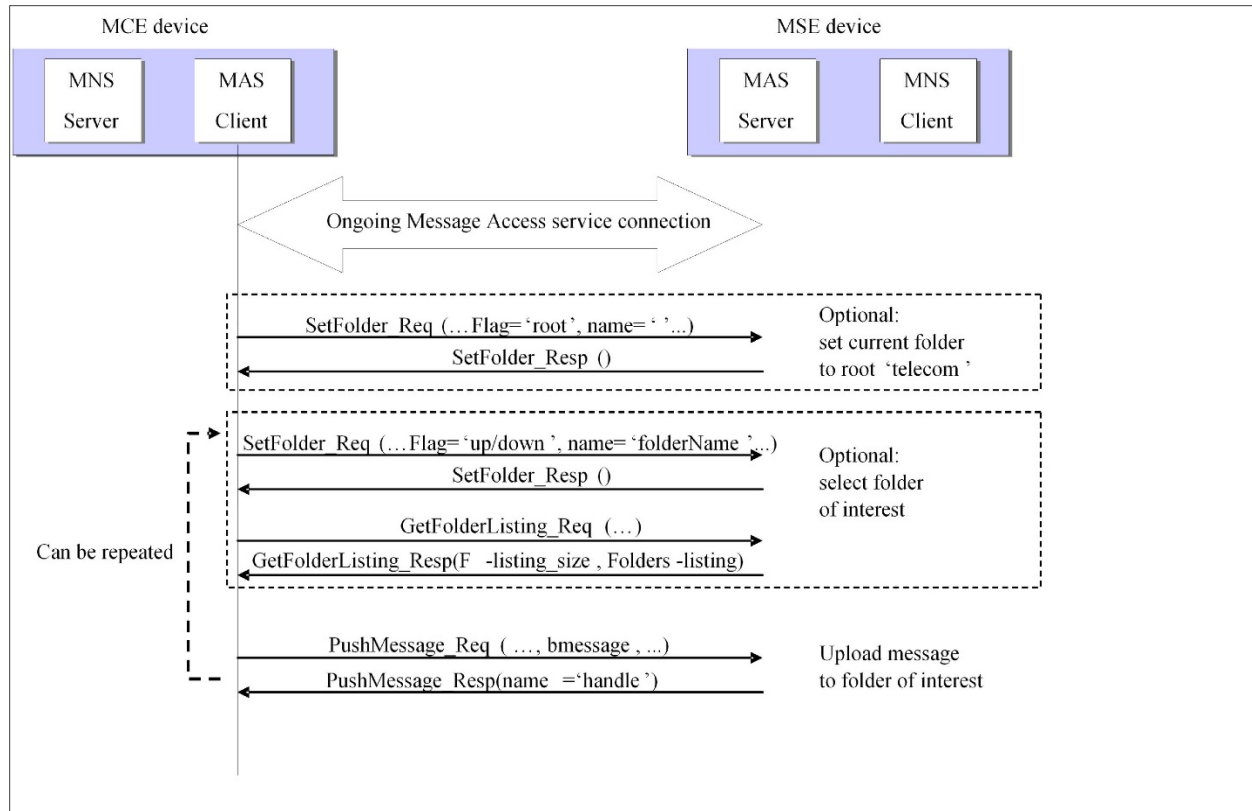 MCE device
MSE device
MNS
Server
MAS
Client
MAS
Server
MNS
Client
Ongoing Message Access service connection
SetFolder_Req (…Flag=‘root’, name=‘ ’...)
SetFolder_Resp ()
Optional:
set current folder
to root ‘telecom’
SetFolder_Req (…Flag=‘up/down’, name=‘folderName’...)
SetFolder_Resp ()
Optional:
select folder
of interest
GetFolderListing_Req (…)
GetFolderListing_Resp(F -listing_size , Folders -listing)
Can be repeated
PushMessage_Req ( …, bmessage , ...)
PushMessage_Resp(name =‘handle’)
Upload message
to folder of interest